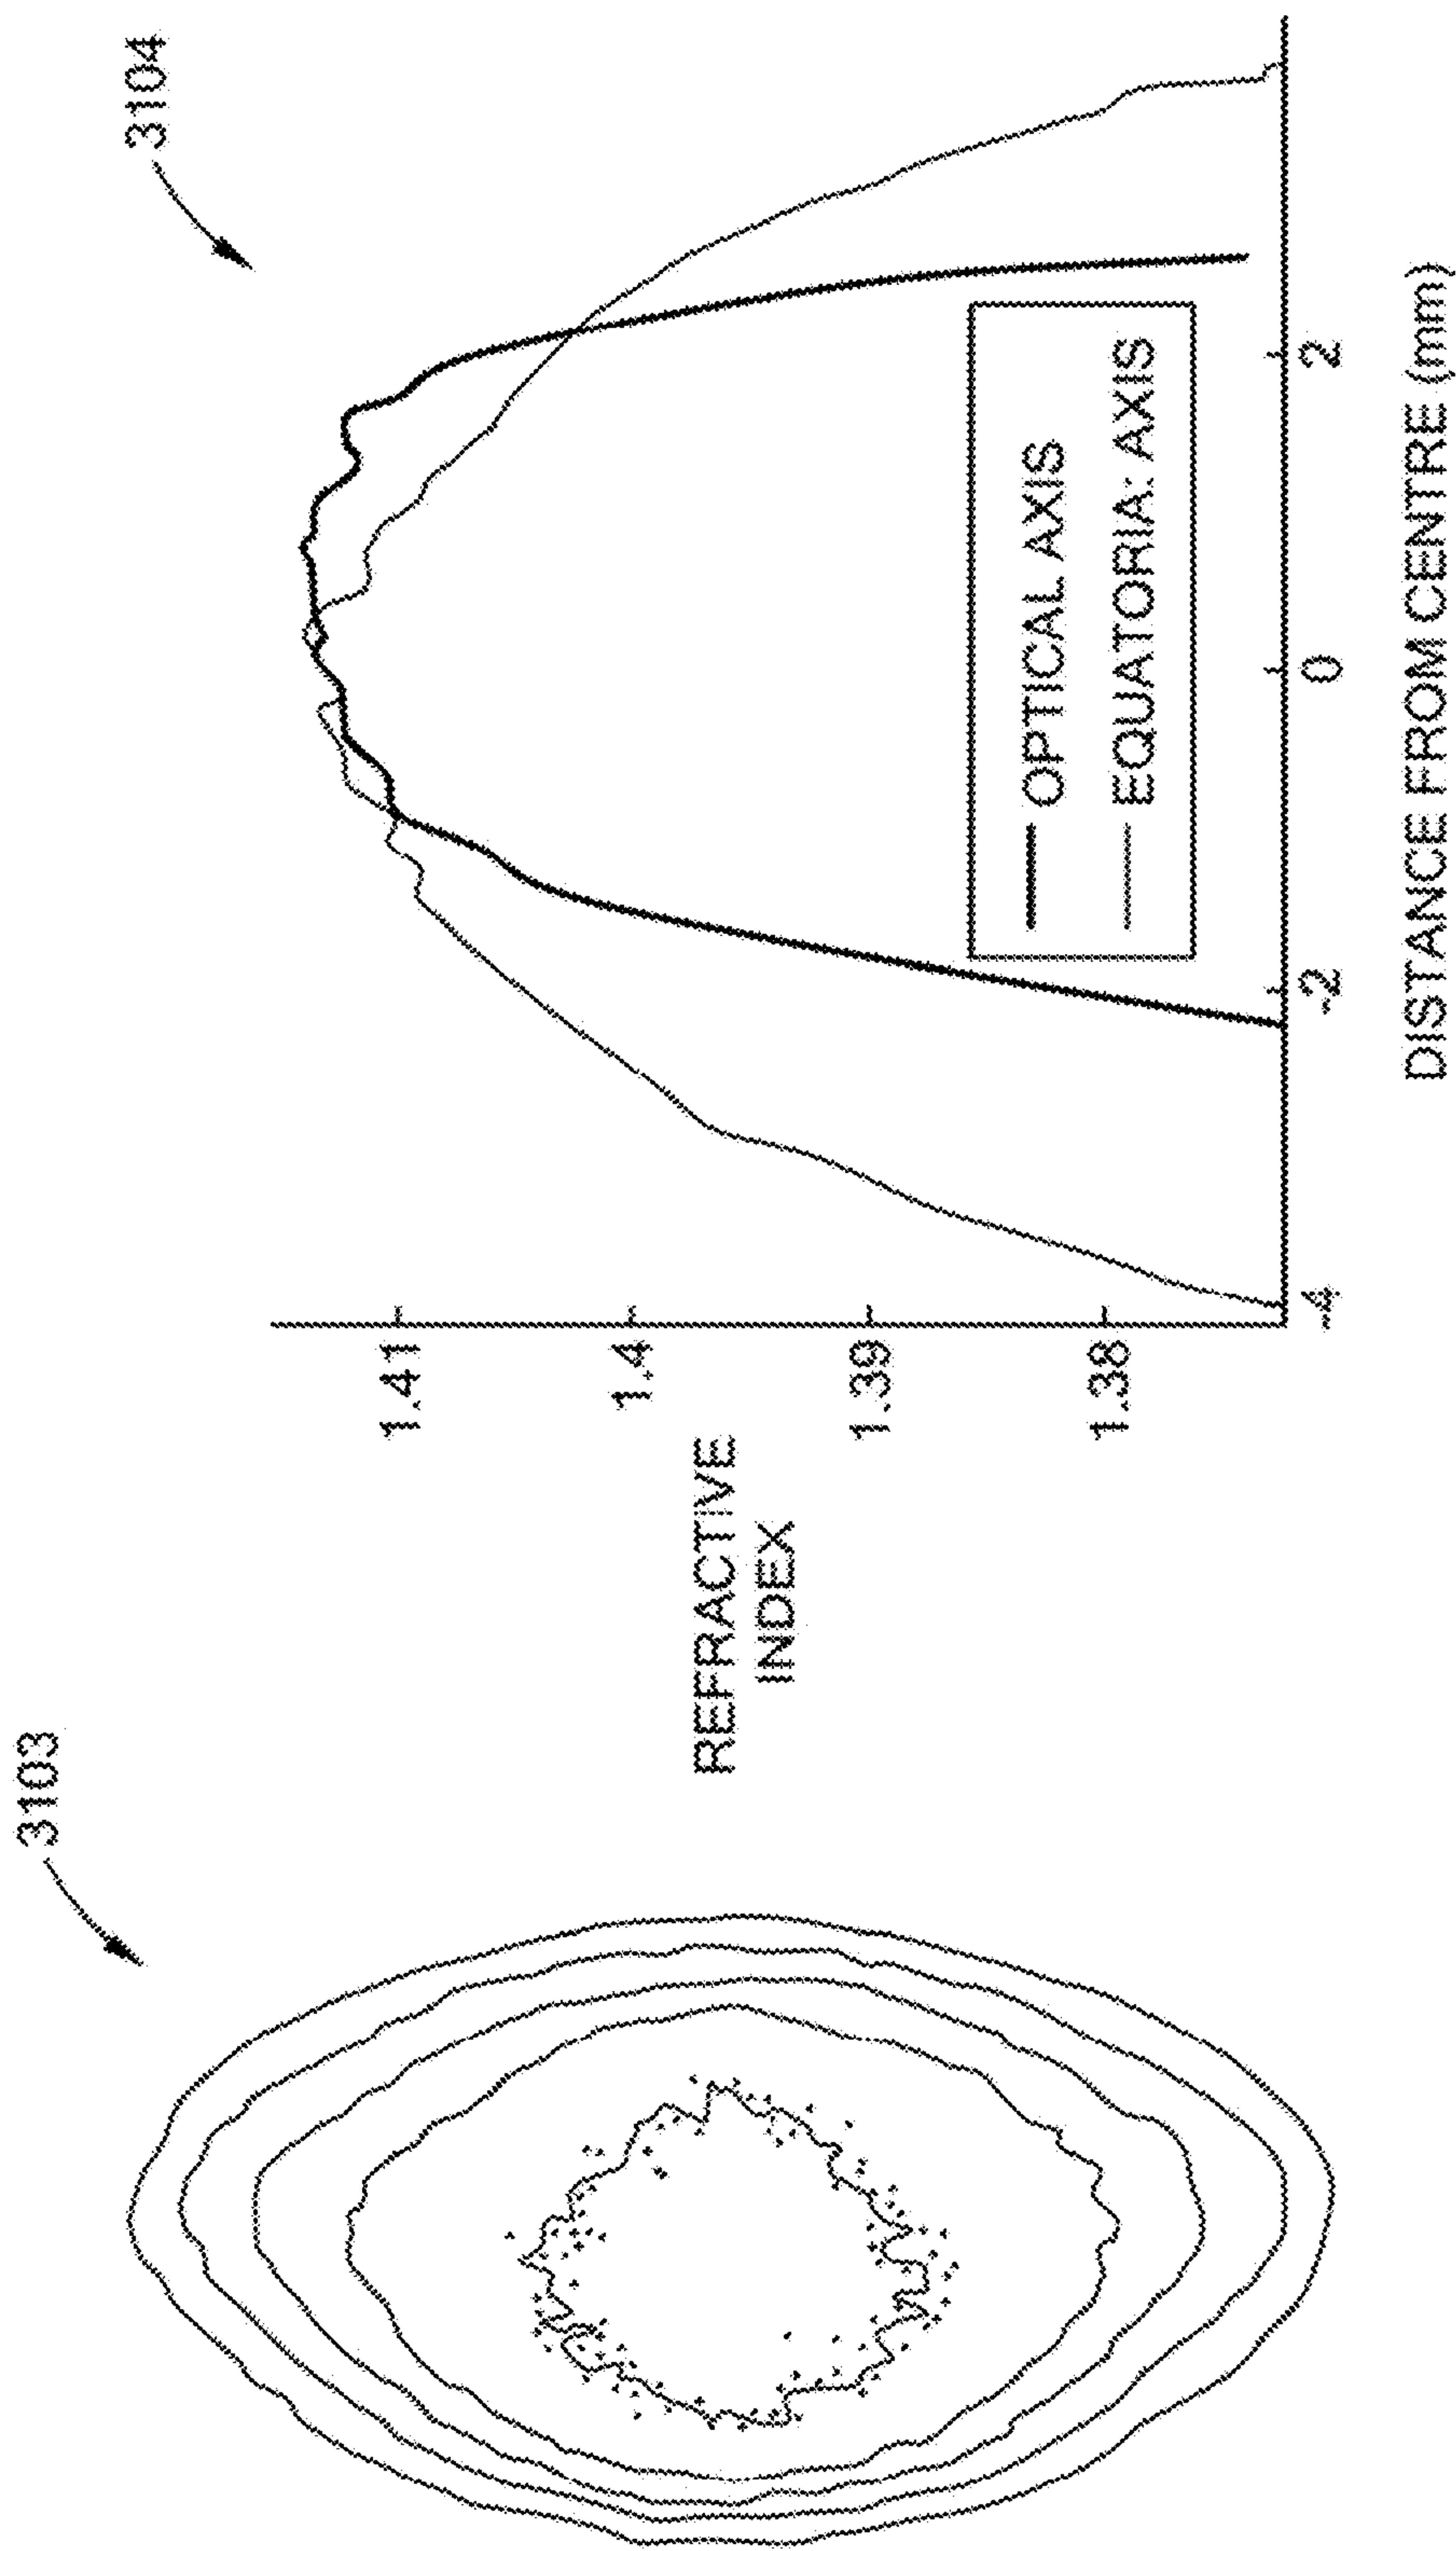 3103
3104
REFRACTIVE
INDEX
1.41
1.4
1.39
1.38
OPTICAL AXIS
EQUATORIA: AXIS
-4
-2
0
2
DISTANCE FROM CENTRE (mm)